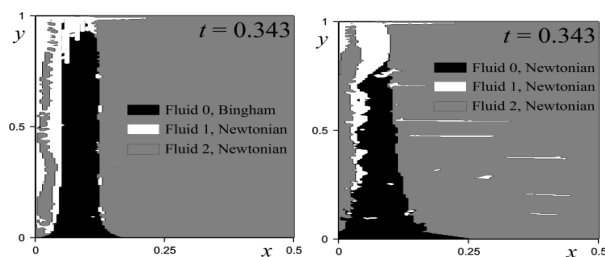 1
y
t = 0.343
Fluid 0, Bingham
0.5
Fluid 1, Newtonian
Fluid 2, Newtonian
0
0
0.25
x
0.5
1
y
t = 0.343
Fluid 0, Newtonian
Fluid 1, Newtonian
0.5
Fluid 2, Newtonian
0
0
0.25
x
0.5